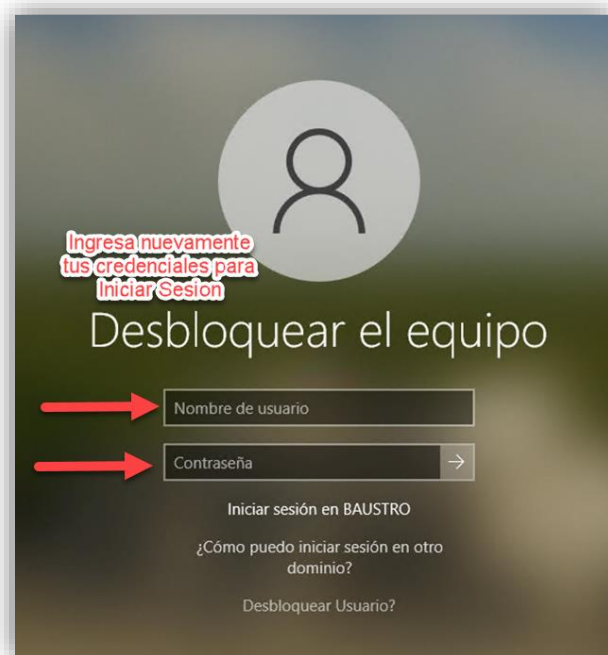 Ingresa nuevamente
tus credenciales para
Iniciar Sesion
Desbloquear el equipo
Nombre de usuario
Contraseña
Iniciar sesión en BAUSTRO
¿Cómo puedo iniciar sesión en otro
dominio?
Desbloquear Usuario?